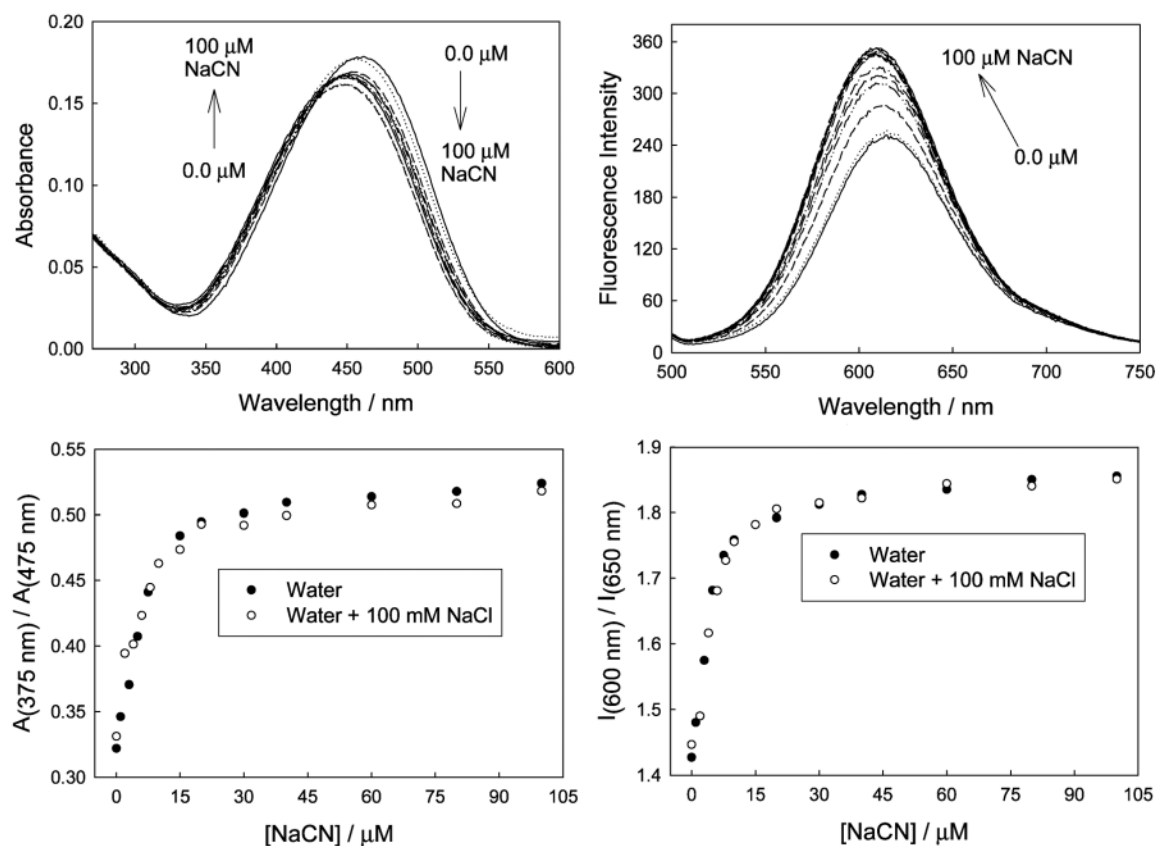 0.20
0.15
0.10
0.05
0.00
Absorbance
100 μM
NaCN
0.0 μM
0.0 μM
100 μM
NaCN
300 350 400 450 500 550 600
Wavelength / nm
360
300
240
180
120
60
0
Fluorescence Intensity
100 μM NaCN
0.0 μM
500 550 600 650 700 750
Wavelength / nm
0.55
0.50
0.45
0.40
0.35
0.30
A(375 nm) / A(475 nm)
Water
Water + 100 mM NaCl
0 15 30 45 60 75 90 105
[NaCN] / μM
1.9
1.8
1.7
1.6
1.5
1.4
I(600 nm) / I(650 nm)
Water
Water + 100 mM NaCl
0 15 30 45 60 75 90 105
[NaCN] / μM